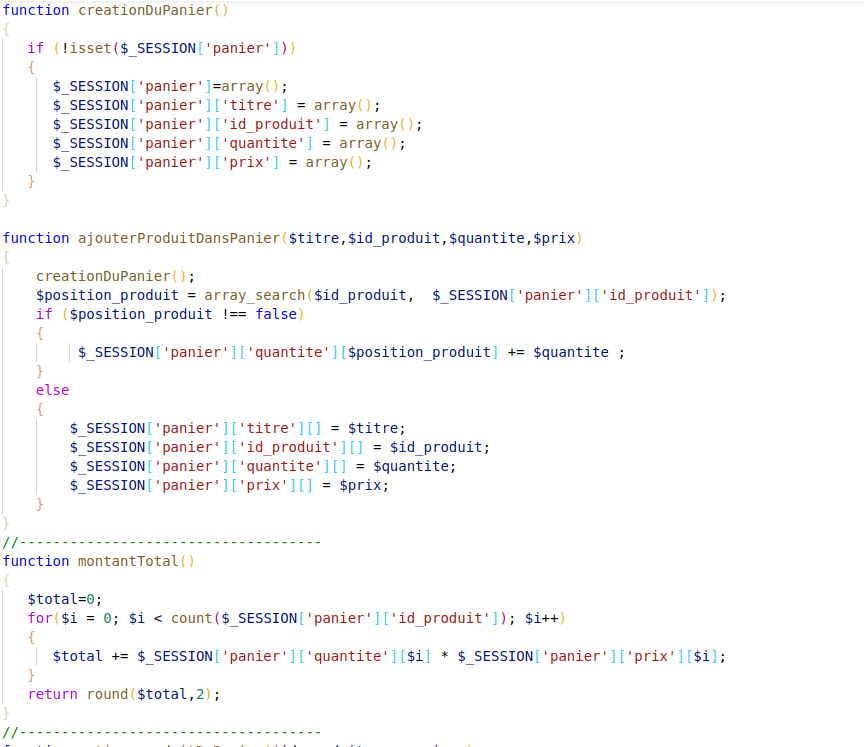 function creationDuPanier()
{
   if (!isset($_SESSION['panier']))
   {
      $_SESSION['panier']=array();
      $_SESSION['panier']['titre'] = array();
      $_SESSION['panier']['id_produit'] = array();
      $_SESSION['panier']['quantite'] = array();
      $_SESSION['panier']['prix'] = array();
   }
}

function ajouterProduitDansPanier($titre,$id_produit,$quantite,$prix)
{
    creationDuPanier();
    $position_produit = array_search($id_produit,  $_SESSION['panier']['id_produit']);
    if ($position_produit !== false)
    {
         $_SESSION['panier']['quantite'][$position_produit] += $quantite ;
    }
    else
    {
        $_SESSION['panier']['titre'][] = $titre;
        $_SESSION['panier']['id_produit'][] = $id_produit;
        $_SESSION['panier']['quantite'][] = $quantite;
        $_SESSION['panier']['prix'][] = $prix;
    }
}
//------------------------------------
function montantTotal()
{
   $total=0;
   for($i = 0; $i < count($_SESSION['panier']['id_produit']); $i++)
   {
      $total += $_SESSION['panier']['quantite'][$i] * $_SESSION['panier']['prix'][$i];
   }
   return round($total,2);
}
//------------------------------------